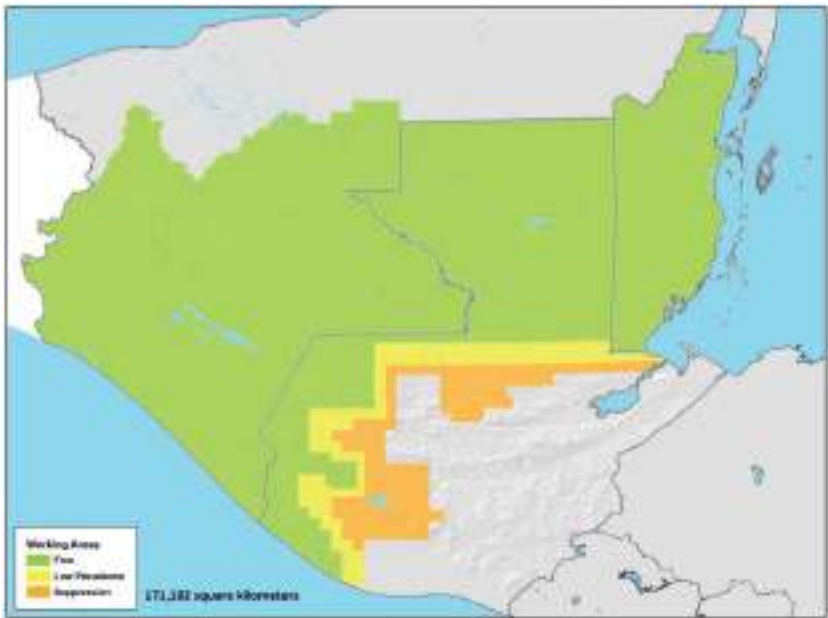 Working Areas
Free
Low Prevalence
Suppression
171,182 square kilometers